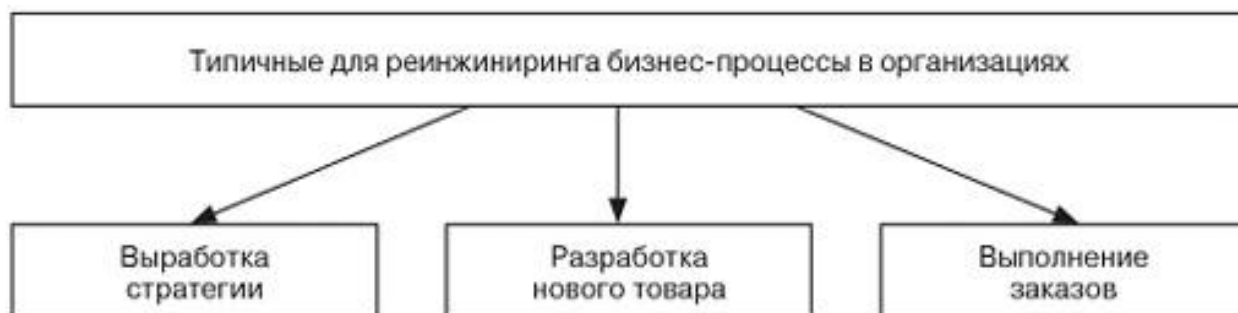 Типичные для реинжиниринга бизнес-процессы в организациях
Выработка
стратегии
Разработка
нового товара
Выполнение
заказов